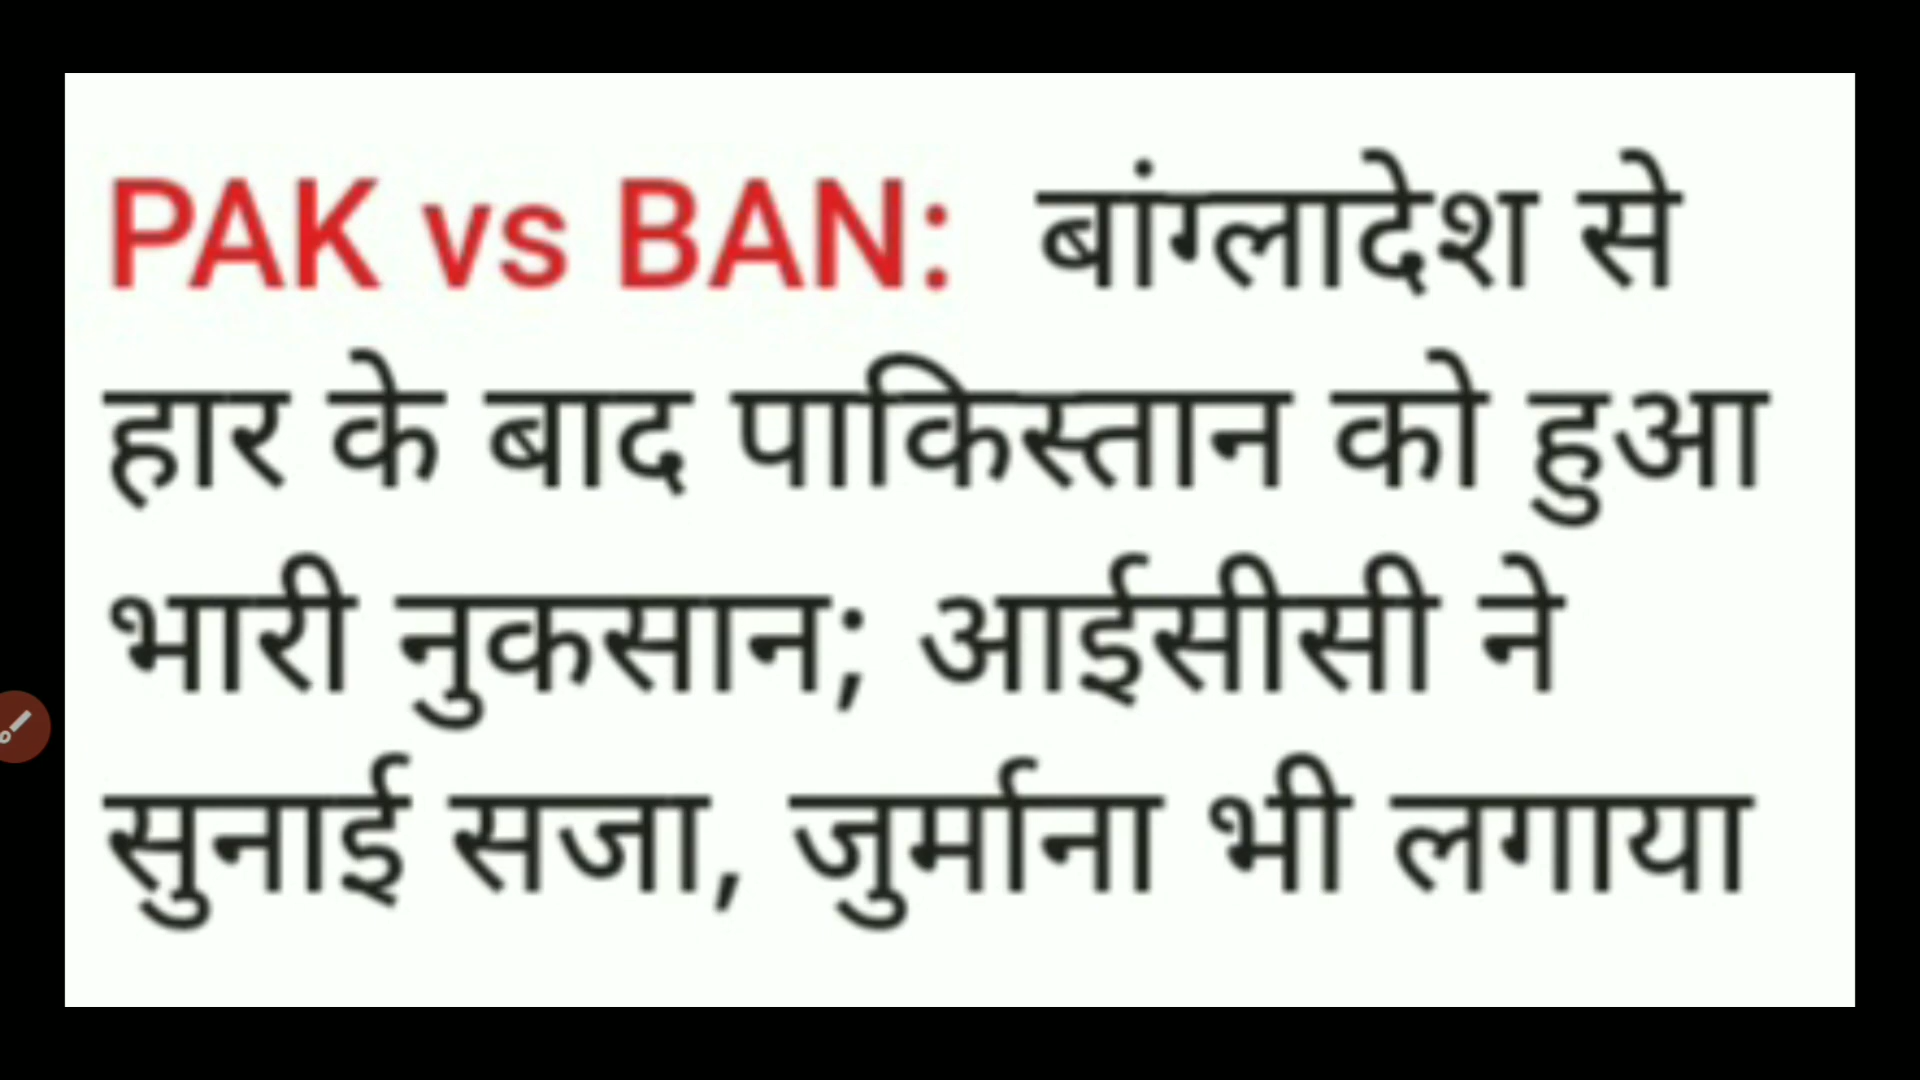 PAK vs BAN: बांग्लादेश से
हार के बाद पाकिस्तान को हुआ
भारी नुकसान; आईसीसी ने
सुनाई सजा, जुर्माना भी लगाया